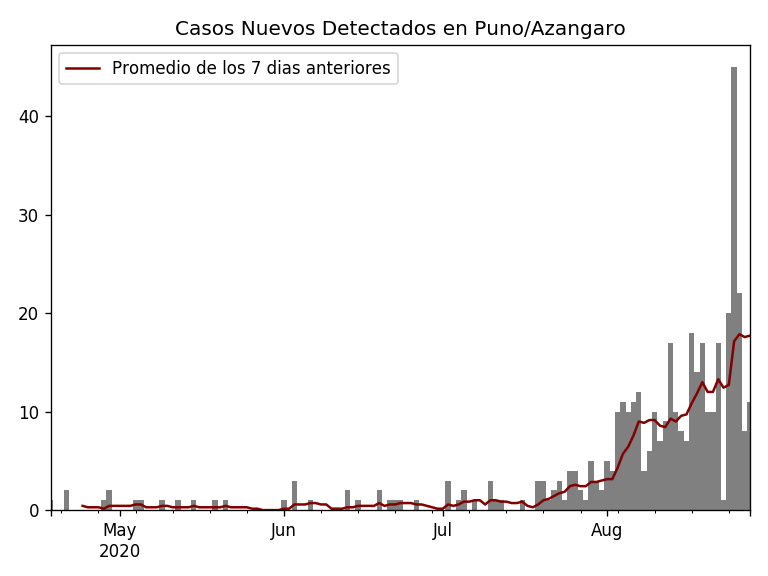 Casos Nuevos Detectados en Puno/Azangaro
Promedio de los 7 dias anteriores
40
30
20
10
0
May
2020
Jun
Jul
Aug